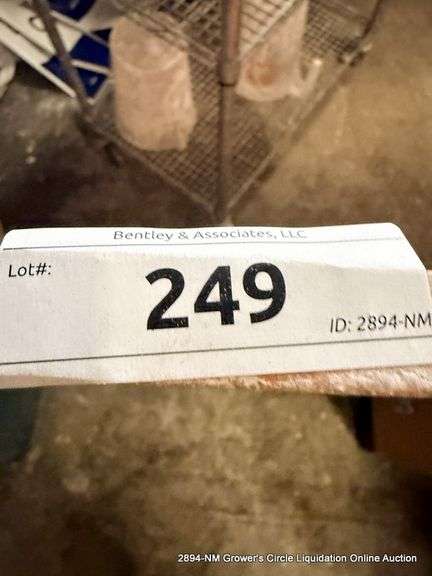 Bentley & Associates, LLC
Lot#:
249
ID: 2894-NM
2894-NM Grower's Circle Liquidation Online Auction